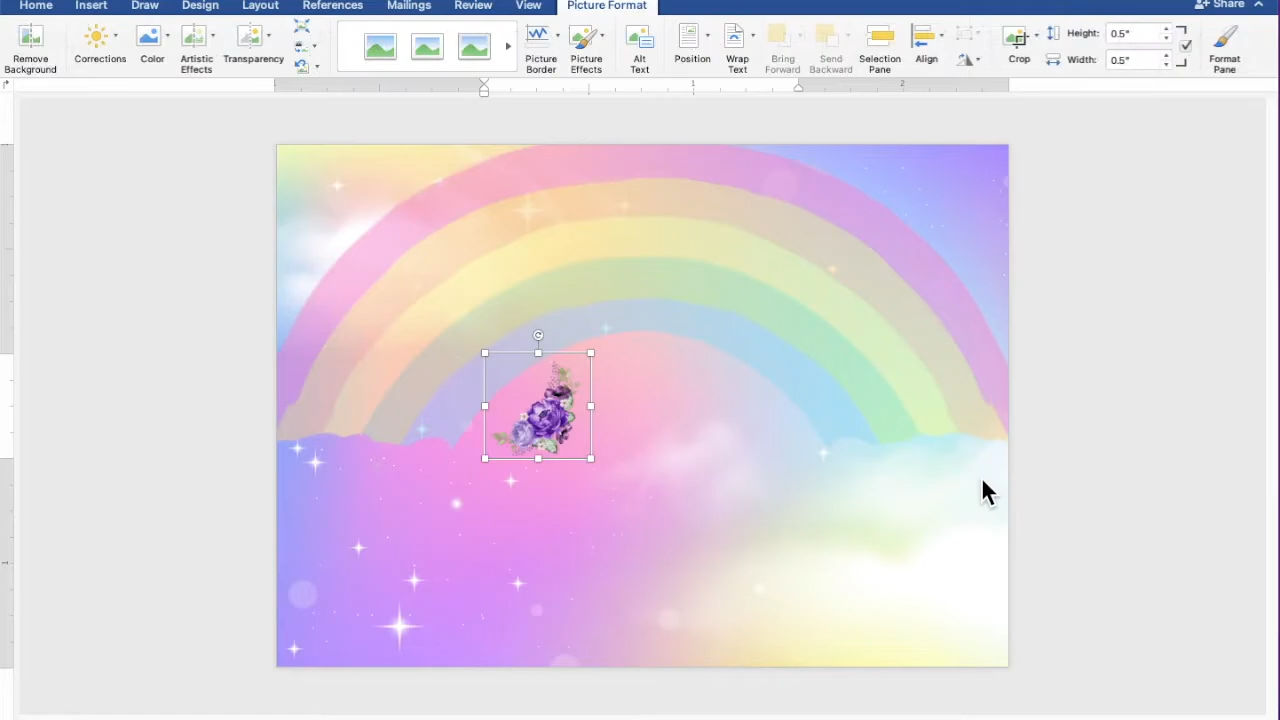 Home Insert Draw Design Layout References Mailings Review View Picture Format Share
Remove Background
Corrections
Color
Artistic Effects
Transparency
Picture Border
Picture Effects
Alt Text
Position
Wrap Text
Bring Forward
Send Backward
Selection Pane
Align
Crop
Height: 0.5"
Width: 0.5"
Format Pane
1 2
1